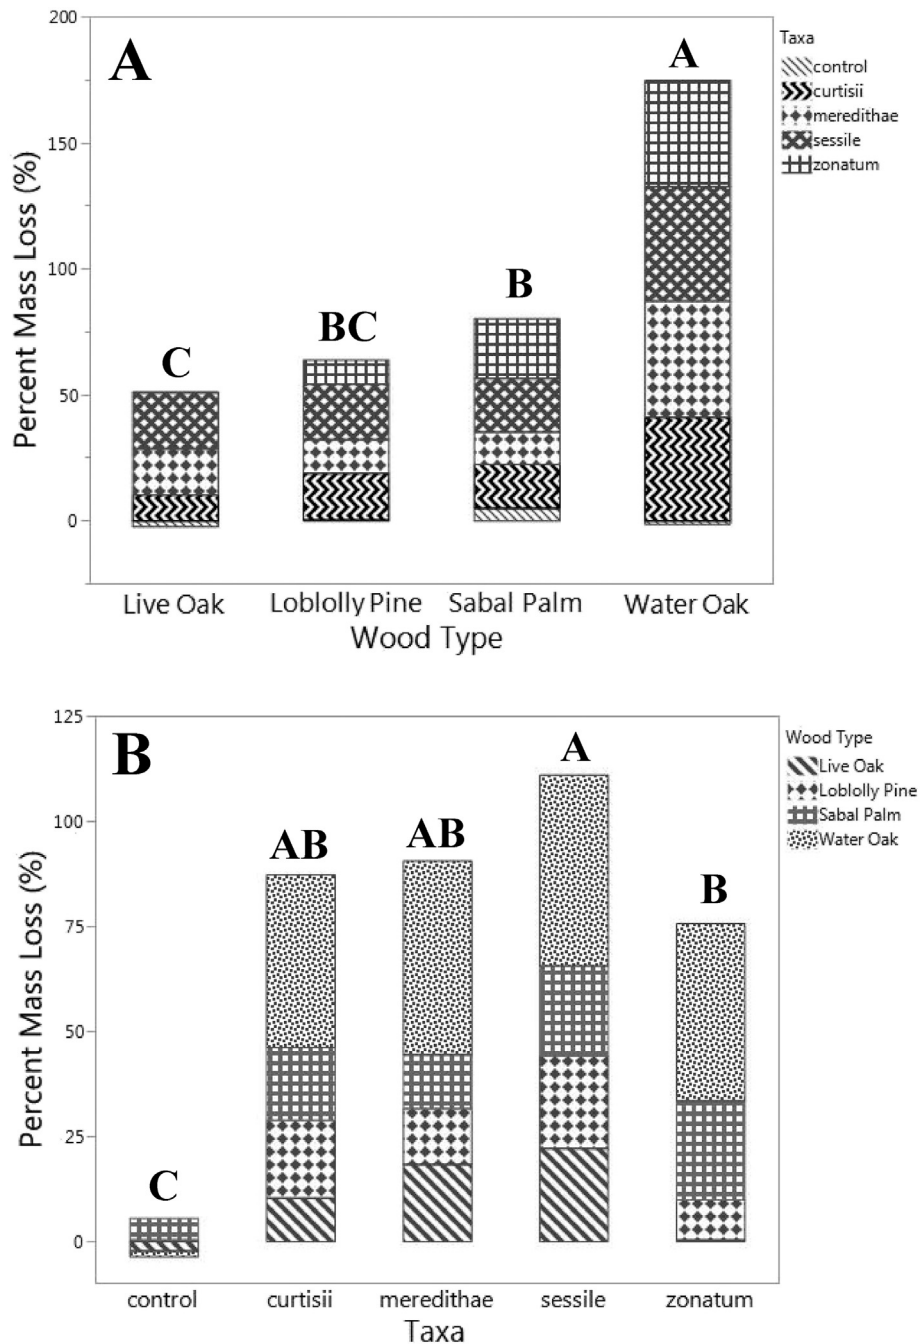 A
Percent Mass Loss (%)
200
150
100
50
0
C
BC
B
A
Taxa
control
curtisii
meredithae
sessile
zonatum
Live Oak Loblolly Pine Sabal Palm Water Oak
Wood Type
B
Percent Mass Loss (%)
125
100
75
50
25
0
C
AB
AB
A
B
Wood Type
Live Oak
Loblolly Pine
Sabal Palm
Water Oak
control curtisii meredithae sessile zonatum
Taxa